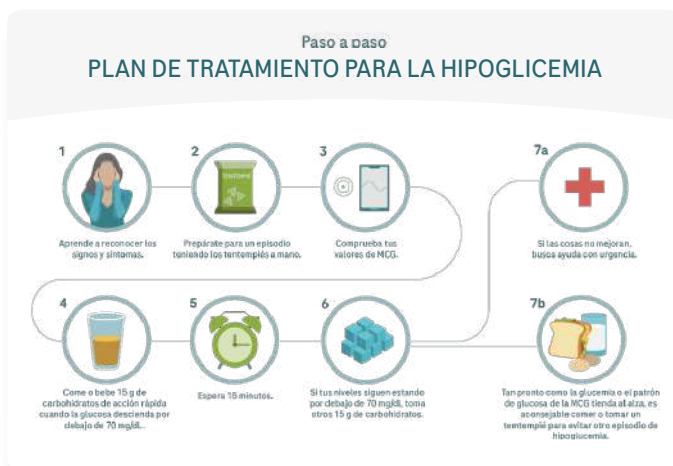 Paso a paso
PLAN DE TRATAMIENTO PARA LA HIPOGLICEMIA
1
Aprende a reconocer los
signos y síntomas.
2
Prepárate para un episodio
teniendo los tentempiés a mano.
3
Comprueba tus
valores de MCG.
7a
Si las cosas no mejoran,
busca ayuda con urgencia.
4
Come o bebe 15 g de
carbohidratos de acción rápida
cuando la glucosa descienda por
debajo de 70 mg/dl..
5
Espera 15 minutos.
6
Si tus niveles siguen estando
por debajo de 70 mg/dl, toma
otros 15 g de carbohidratos.
7b
Tan pronto como la glucemia o el patrón
de glucosa de la MCG tienda al alza, es
aconsejable comer o tomar un
temtempié para evitar otro episodio de
hipoglucemia.